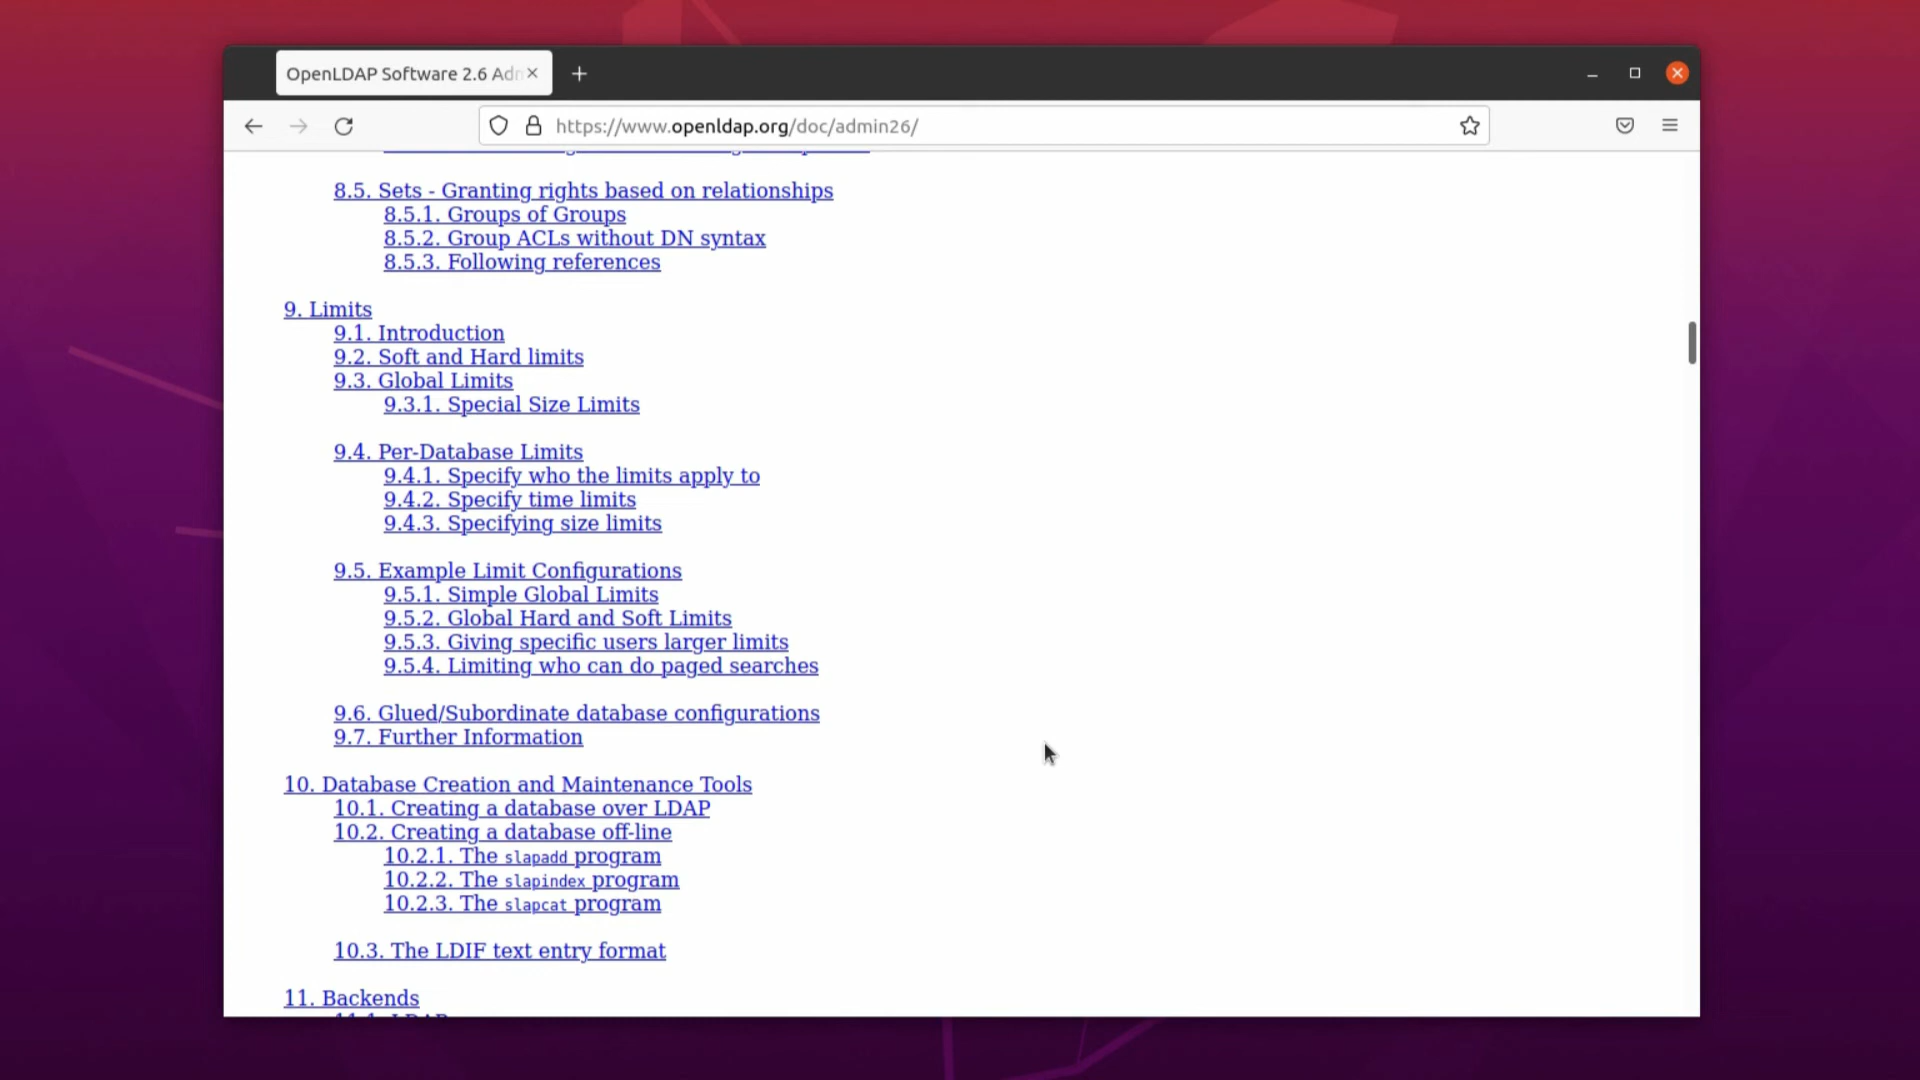 OpenLDAP Software 2.6 Adm
https://www.openldap.org/doc/admin26/
8.5. Sets - Granting rights based on relationships
8.5.1. Groups of Groups
8.5.2. Group ACLs without DN syntax
8.5.3. Following references
9. Limits
9.1. Introduction
9.2. Soft and Hard limits
9.3. Global Limits
9.3.1. Special Size Limits
9.4. Per-Database Limits
9.4.1. Specify who the limits apply to
9.4.2. Specify time limits
9.4.3. Specifying size limits
9.5. Example Limit Configurations
9.5.1. Simple Global Limits
9.5.2. Global Hard and Soft Limits
9.5.3. Giving specific users larger limits
9.5.4. Limiting who can do paged searches
9.6. Glued/Subordinate database configurations
9.7. Further Information
10. Database Creation and Maintenance Tools
10.1. Creating a database over LDAP
10.2. Creating a database off-line
10.2.1. The slapadd program
10.2.2. The slapindex program
10.2.3. The slapcat program
10.3. The LDIF text entry format
11. Backends
11.1. LDAP